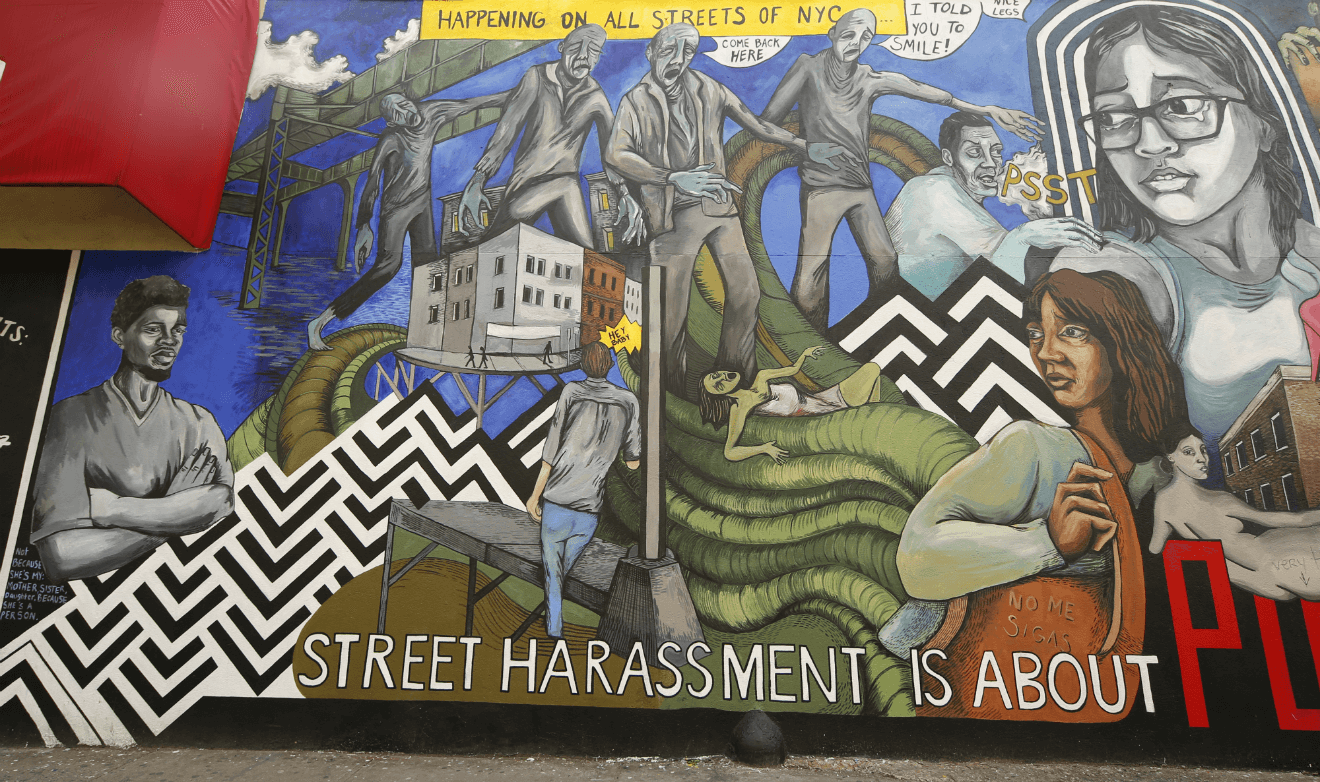 HAPPENING ON ALL STREETS OF NYC ...
COME BACK
HERE
I TOLD
YOU TO
SMILE!
NICE
LEGS
PSST
HEY
BABY
NOT
BECAUSE
SHE'S MY:
MOTHER, SISTER,
Daughter, BECAUSE
SHE'S A
PERSON.
NO ME
SIGAS
very
STREET HARASSMENT IS ABOUT